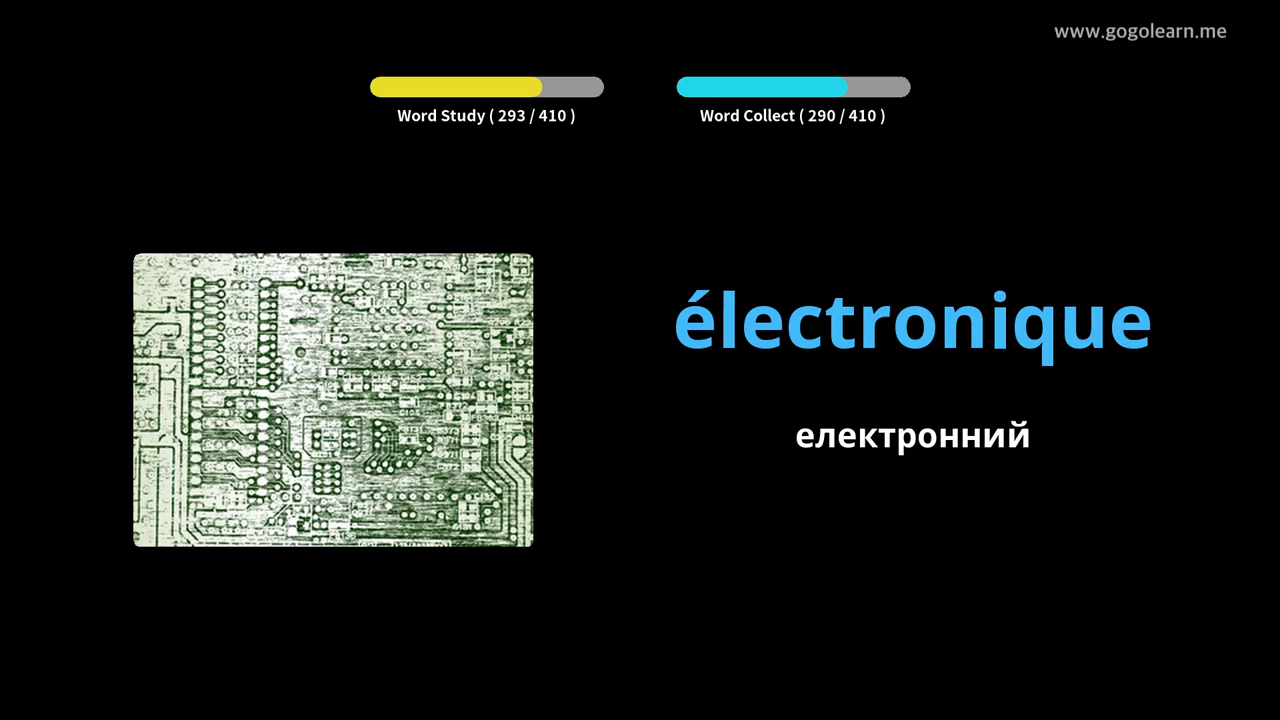 www.gogolearn.me
Word Study ( 293 / 410 )
Word Collect ( 290 / 410 )
électronique
електронний